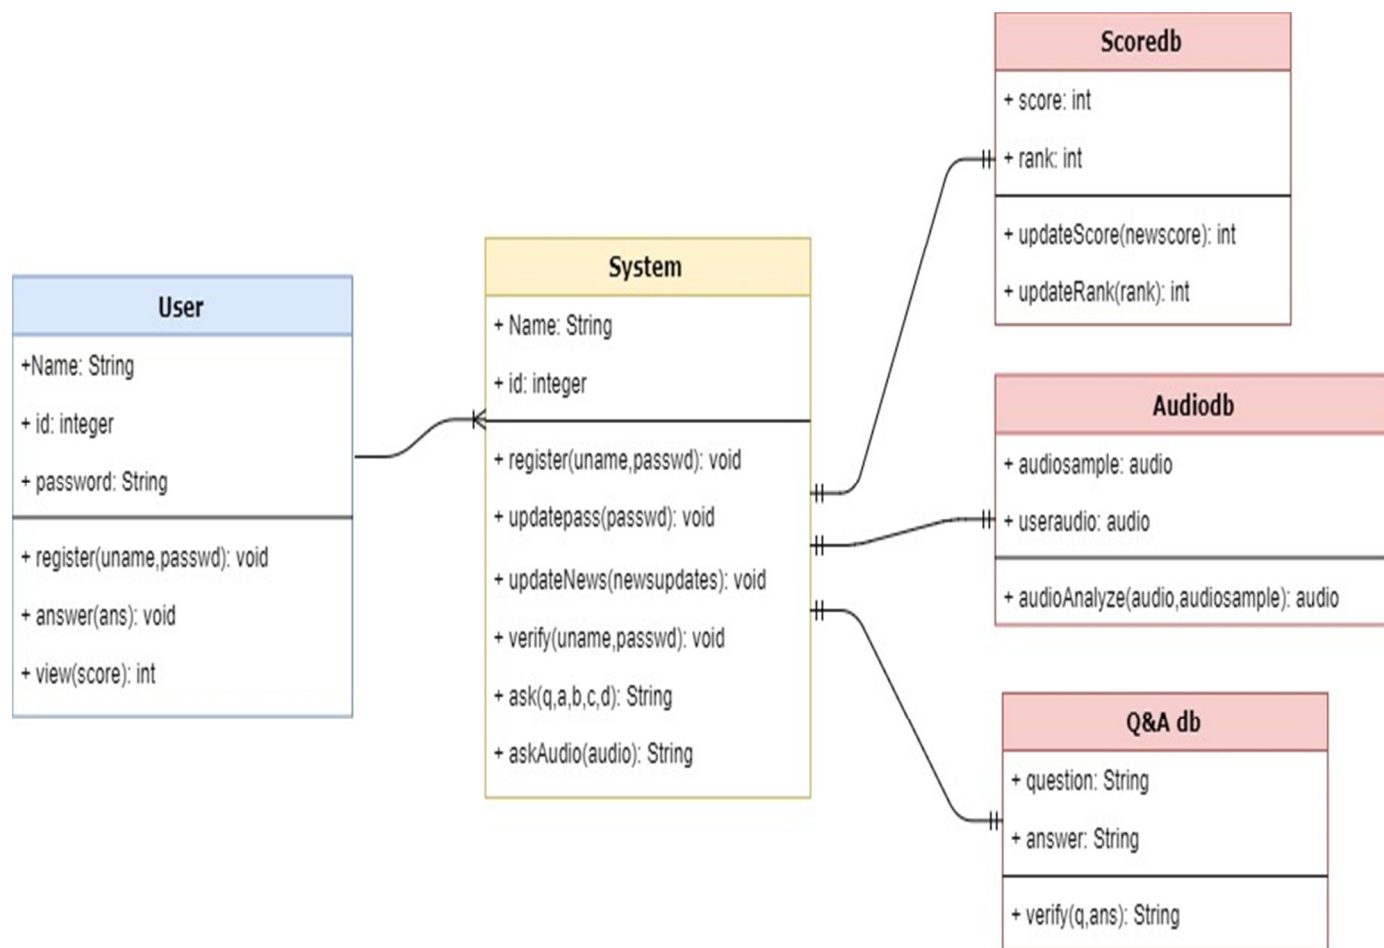 User
+Name: String
+ id: integer
+ password: String
+ register(uname,passwd): void
+ answer(ans): void
+ view(score): int
System
+ Name: String
+ id: integer
+ register(uname,passwd): void
+ updatepass(passwd): void
+ updateNews(newsupdates): void
+ verify(uname,passwd): void
+ ask(q,a,b,c,d): String
+ askAudio(audio): String
Scoredb
+ score: int
+ rank: int
+ updateScore(newscore): int
+ updateRank(rank): int
Audiodb
+ audiosample: audio
+ useraudio: audio
+ audioAnalyze(audio,audiosample): audio
Q&A db
+ question: String
+ answer: String
+ verify(q,ans): String